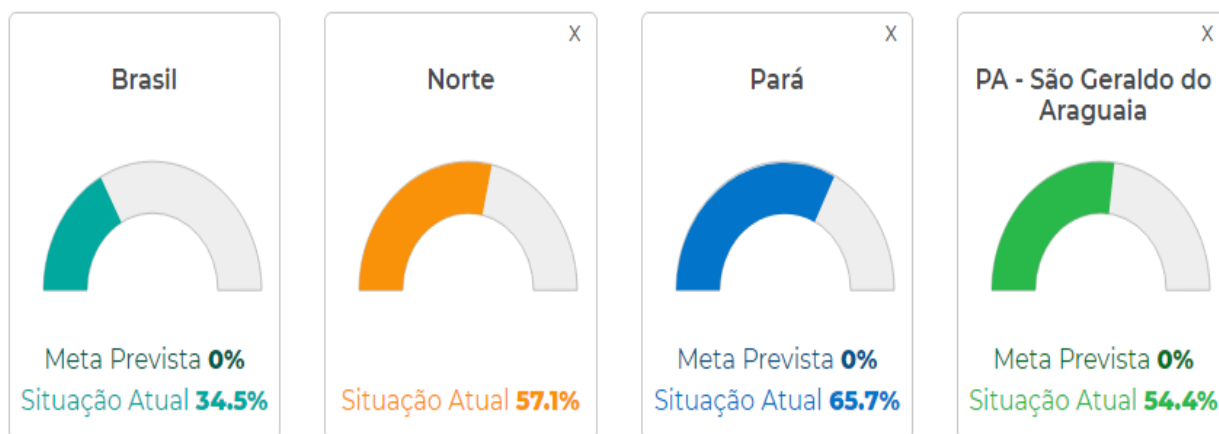 Brasil
Meta Prevista 0%
Situação Atual 34.5%
X
Norte
Situação Atual 57.1%
X
Pará
Meta Prevista 0%
Situação Atual 65.7%
X
PA - São Geraldo do
Araguaia
Meta Prevista 0%
Situação Atual 54.4%